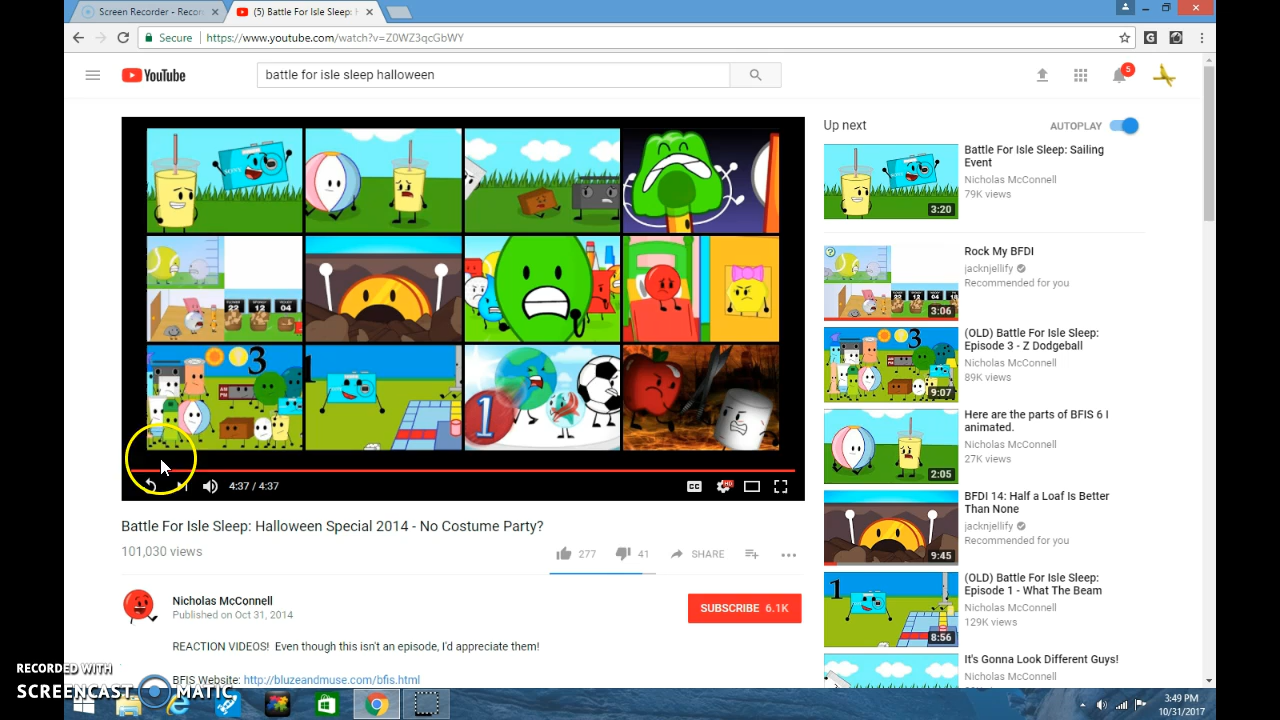 Screen Recorder - Recor
(5) Battle For Isle Sleep: H
Secure
https://www.youtube.com/watch?v=Z0WZ3qcGbWY
G
YouTube
battle for isle sleep halloween
5
Up next
AUTOPLAY
Battle For Isle Sleep: Sailing
Event
Nicholas McConnell
79K views
3:20
Rock My BFDI
jacknjellify
Recommended for you
3:06
(OLD) Battle For Isle Sleep:
Episode 3 - Z Dodgeball
Nicholas McConnell
89K views
9:07
Here are the parts of BFIS 6 I
animated.
Nicholas McConnell
27K views
2:05
BFDI 14: Half a Loaf Is Better
Than None
jacknjellify
Recommended for you
9:45
(OLD) Battle For Isle Sleep:
Episode 1 - What The Beam
Nicholas McConnell
129K views
8:56
It's Gonna Look Different Guys!
22 12 04
3
1
4:37 / 4:37
CC
HD
Battle For Isle Sleep: Halloween Special 2014 - No Costume Party?
101,030 views
277
41
SHARE
Nicholas McConnell
Published on Oct 31, 2014
SUBSCRIBE 6.1K
REACTION VIDEOS! Even though this isn't an episode, I'd appreciate them!
BFIS Website: http://bluzeandmuse.com/bfis.html
RECORDED WITH
SCREENCAST MATIC
3:49 PM
10/31/2017